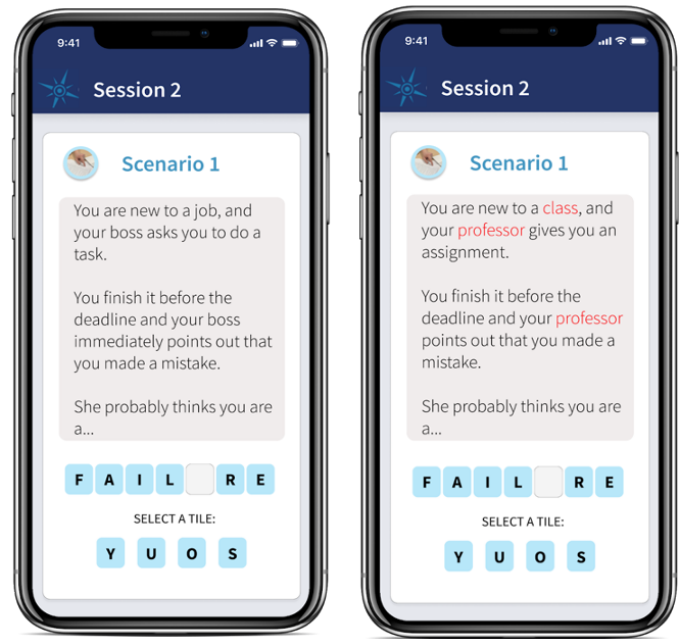 9:41
Session 2
Scenario 1
You are new to a job, and
your boss asks you to do a
task.
You finish it before the
deadline and your boss
immediately points out that
you made a mistake.
She probably thinks you are
a...
F A I L R E
SELECT A TILE:
Y U O S
9:41
Session 2
Scenario 1
You are new to a class, and
your professor gives you an
assignment.
You finish it before the
deadline and your professor
points out that you made a
mistake.
She probably thinks you are
a...
F A I L R E
SELECT A TILE:
Y U O S